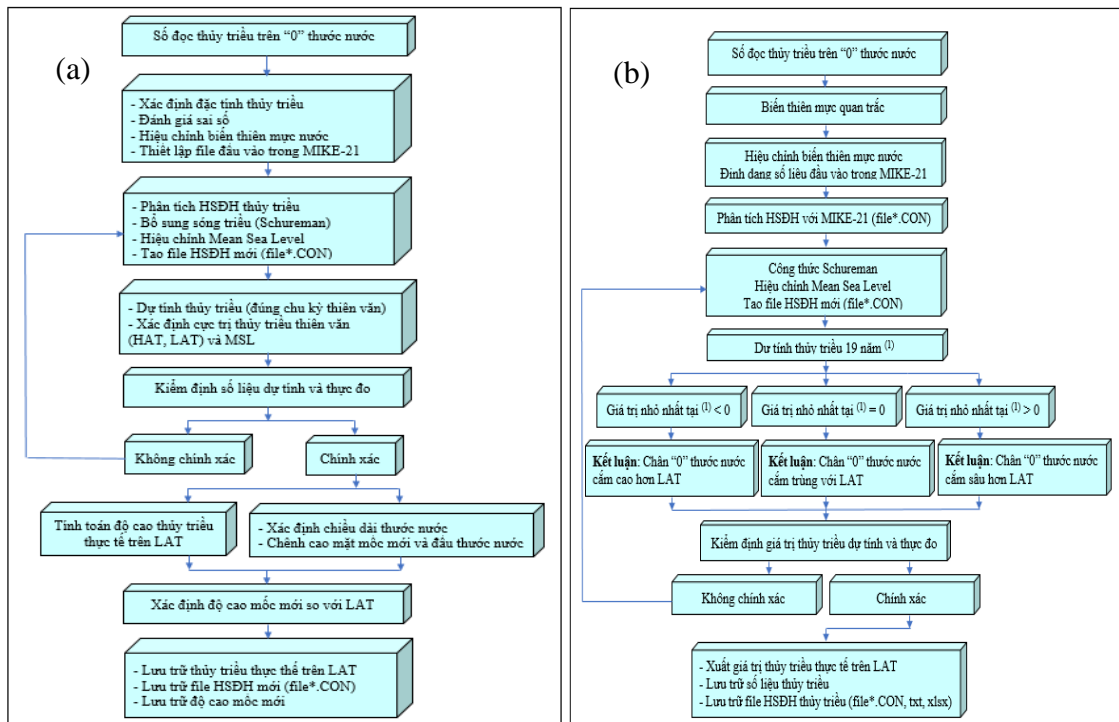 (a)
Số đọc thủy triều trên “0” thước nước
- Xác định đặc tính thủy triều
- Đánh giá sai số
- Hiệu chỉnh biến thiên mực nước
- Thiết lập file đầu vào trong MIKE-21
- Phân tích HSĐH thủy triều
- Bổ sung sóng triều (Schureman)
- Hiệu chỉnh Mean Sea Level
- Tạo file HSĐH mới (file*.CON)
- Dự tính thủy triều (đúng chu kỳ thiên văn)
- Xác định cực trị thủy triều thiên văn
(HAT, LAT) và MSL
Kiểm định số liệu dự tính và thực đo
Không chính xác
Chính xác
Tính toán độ cao thủy triều
thực tế trên LAT
- Xác định chiều dài thước nước
- Chênh cao mặt mốc mới và đầu thước nước
Xác định độ cao mốc mới so với LAT
- Lưu trữ thủy triều thực thế trên LAT
- Lưu trữ file HSĐH mới (file*.CON)
- Lưu trữ độ cao mốc mới
(b)
Số đọc thủy triều trên “0” thước nước
Biến thiên mực quan trắc
Hiệu chỉnh biến thiên mực nước
Định dạng số liệu đầu vào trong MIKE-21
Phân tích HSĐH với MIKE-21 (file*.CON)
Công thức Schureman
Hiệu chỉnh Mean Sea Level
Tạo file HSĐH mới (file*.CON)
Dự tính thủy triều 19 năm (1)
Giá trị nhỏ nhất tại (1) < 0
Giá trị nhỏ nhất tại (1) = 0
Giá trị nhỏ nhất tại (1) > 0
Kết luận: Chân “0” thước nước
cắm cao hơn LAT
Kết luận: Chân “0” thước nước
cắm trùng với LAT
Kết luận: Chân “0” thước nước
cắm sâu hơn LAT
Kiểm định giá trị thủy triều dự tính và thực đo
Không chính xác
Chính xác
- Xuất giá trị thủy triều thực tế trên LAT
- Lưu trữ số liệu thủy triều
- Lưu trữ file HSĐH thủy triều (file*.CON, txt, xlsx)